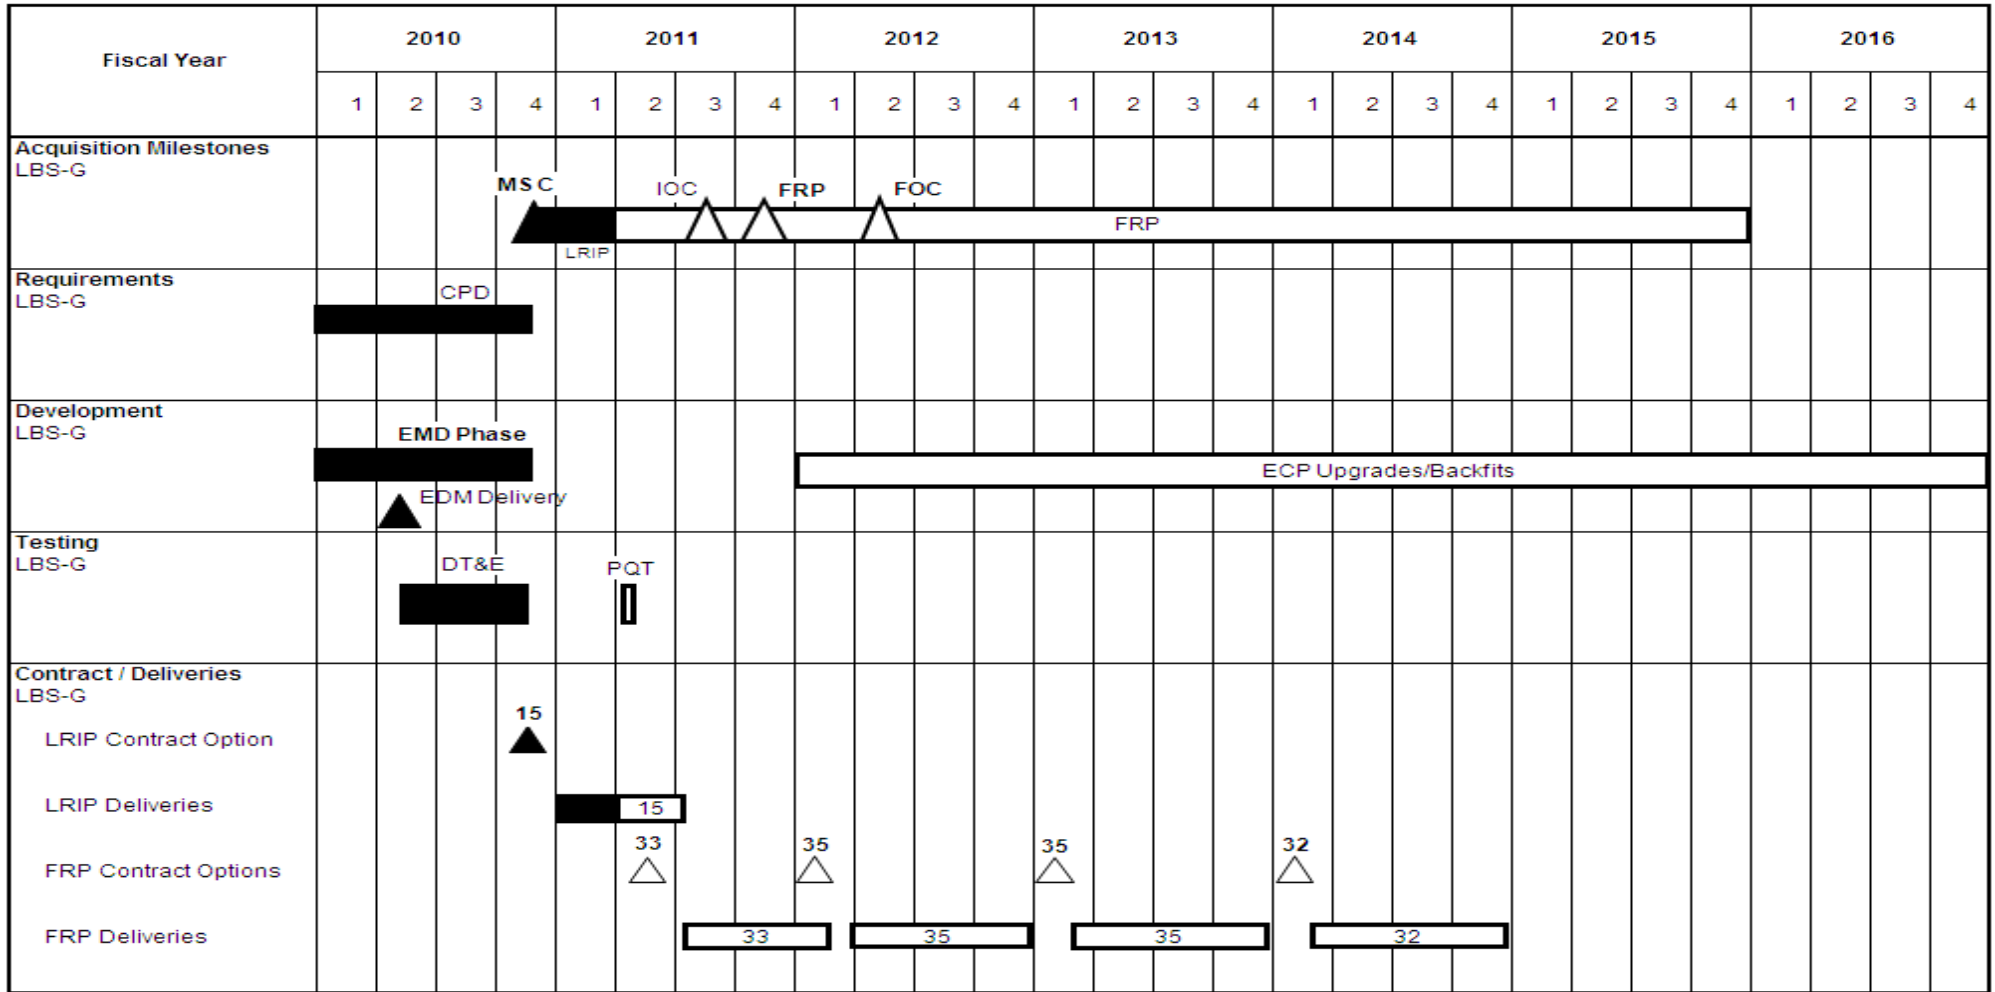 Fiscal Year
2010 2011 2012 2013 2014 2015 2016
1 2 3 4 1 2 3 4 1 2 3 4 1 2 3 4 1 2 3 4 1 2 3 4 1 2 3 4
Acquisition Milestones
LBS-G
MSC IOC FRP FOC
FRP
LRIP
Requirements
LBS-G
CPD
Development
LBS-G
EMD Phase
ECP Upgrades/Backfits
EDM Delivery
Testing
LBS-G
DT&E PQT
Contract / Deliveries
LBS-G
15
LRIP Contract Option
LRIP Deliveries 15
33 35 35 32
FRP Contract Options
FRP Deliveries 33 35 35 32